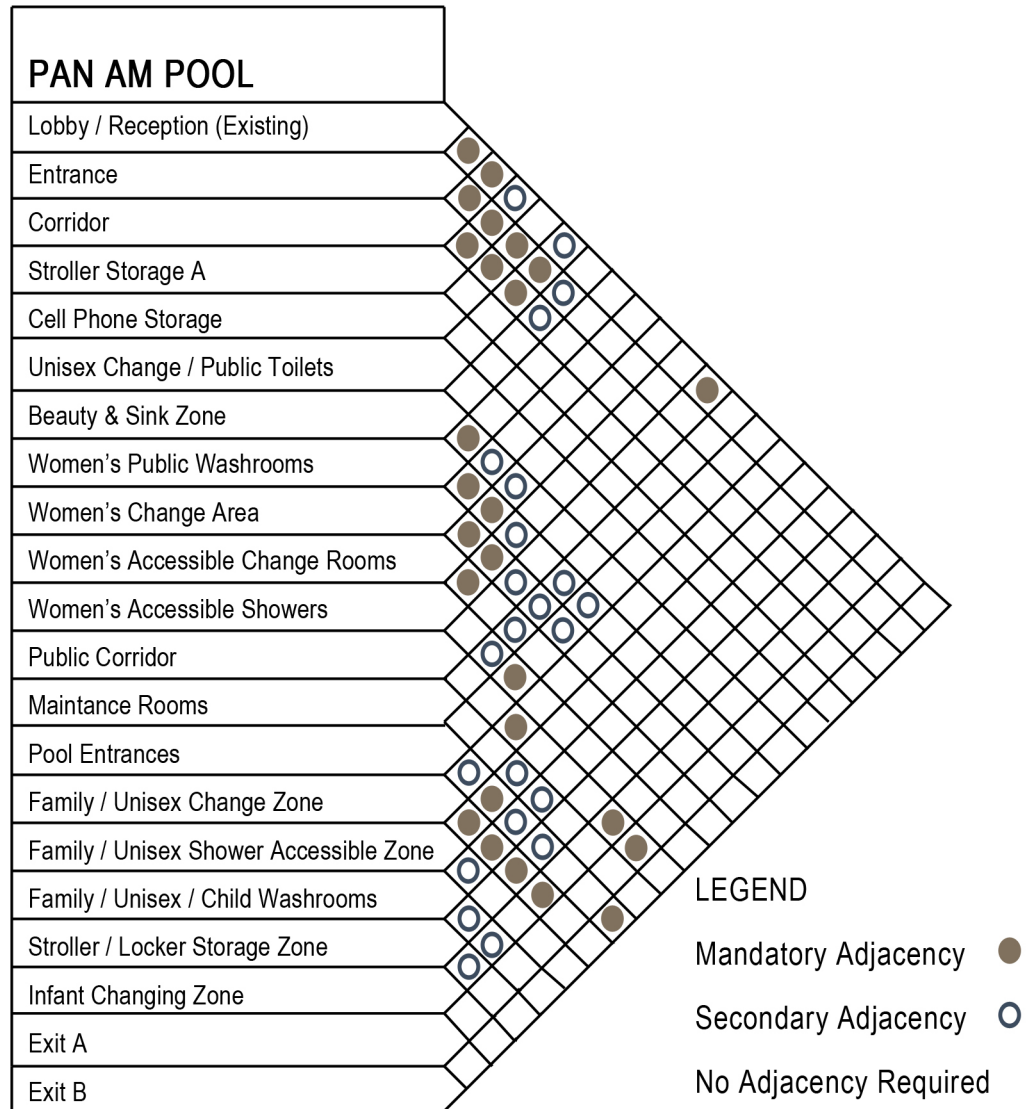 PAN AM POOL
Lobby / Reception (Existing)
Entrance
Corridor
Stroller Storage A
Cell Phone Storage
Unisex Change / Public Toilets
Beauty & Sink Zone
Women’s Public Washrooms
Women’s Change Area
Women’s Accessible Change Rooms
Women’s Accessible Showers
Public Corridor
Maintance Rooms
Pool Entrances
Family / Unisex Change Zone
Family / Unisex Shower Accessible Zone
Family / Unisex / Child Washrooms
Stroller / Locker Storage Zone
Infant Changing Zone
Exit A
Exit B
LEGEND
Mandatory Adjacency
Secondary Adjacency
No Adjacency Required